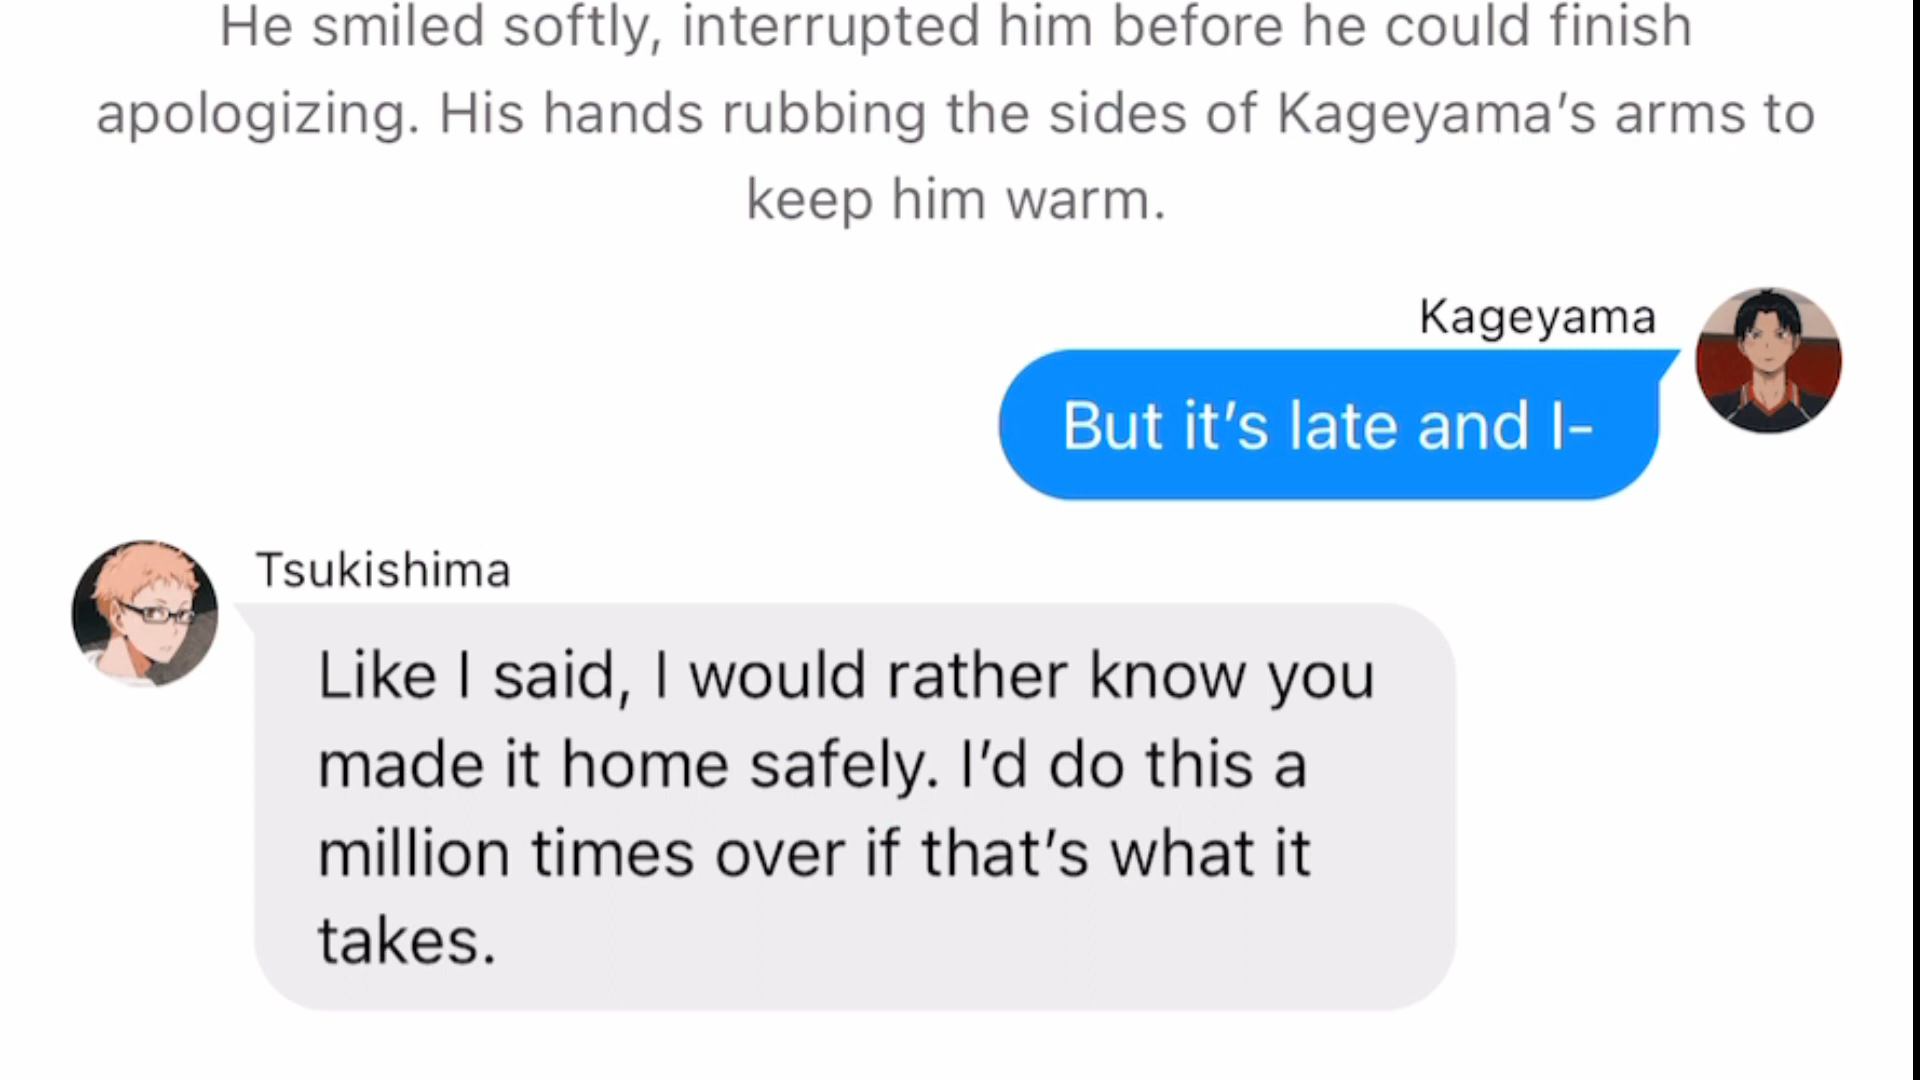 He smiled softly, interrupted him before he could finish
apologizing. His hands rubbing the sides of Kageyama’s arms to
keep him warm.
Kageyama
But it’s late and I-
Tsukishima
Like I said, I would rather know you
made it home safely. I’d do this a
million times over if that’s what it
takes.